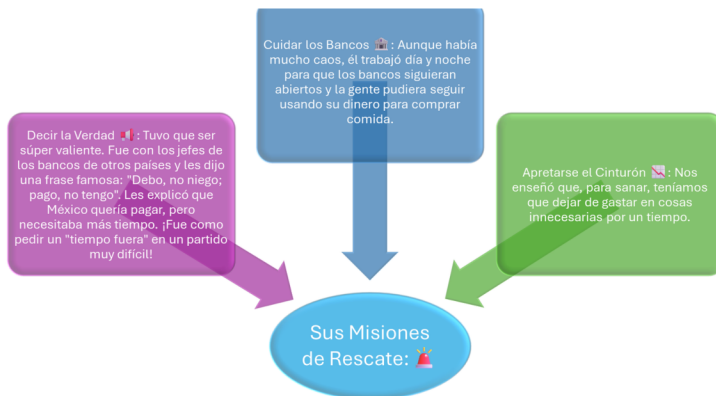 Decir la Verdad 📢: Tuvo que ser
súper valiente. Fue con los jefes de
los bancos de otros países y les dijo
una frase famosa: "Debo, no niego;
pago, no tengo". Les explicó que
México quería pagar, pero
necesitaba más tiempo. ¡Fue como
pedir un "tiempo fuera" en un partido
muy difícil!
Cuidar los Bancos 🏦: Aunque había
mucho caos, él trabajó día y noche
para que los bancos siguieran
abiertos y la gente pudiera seguir
usando su dinero para comprar
comida.
Apretarse el Cinturón 📉: Nos
enseñó que, para sanar, teníamos
que dejar de gastar en cosas
innecesarias por un tiempo.
Sus Misiones
de Rescate: 🚨